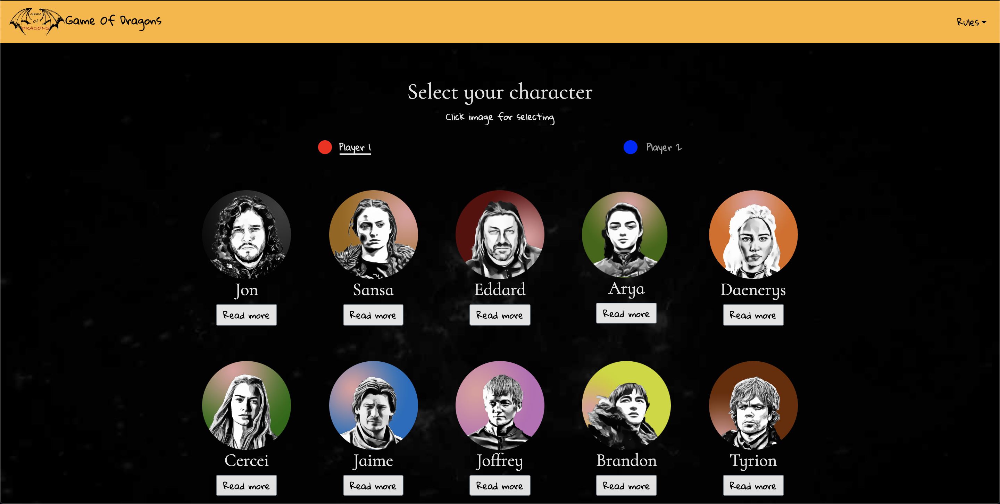 Game
Of
DRAGONS
Game Of Dragons
Rules
Select your character
Click image for selecting
Player 1
Player 2
Jon
Sansa
Eddard
Arya
Daenerys
Read more
Read more
Read more
Read more
Read more
Cercei
Jaime
Joffrey
Brandon
Tyrion
Read more
Read more
Read more
Read more
Read more